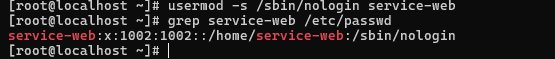 [root@localhost ~]# usermod -s /sbin/nologin service-web
[root@localhost ~]# grep service-web /etc/passwd
service-web:x:1002:1002::/home/service-web:/sbin/nologin
[root@localhost ~]#